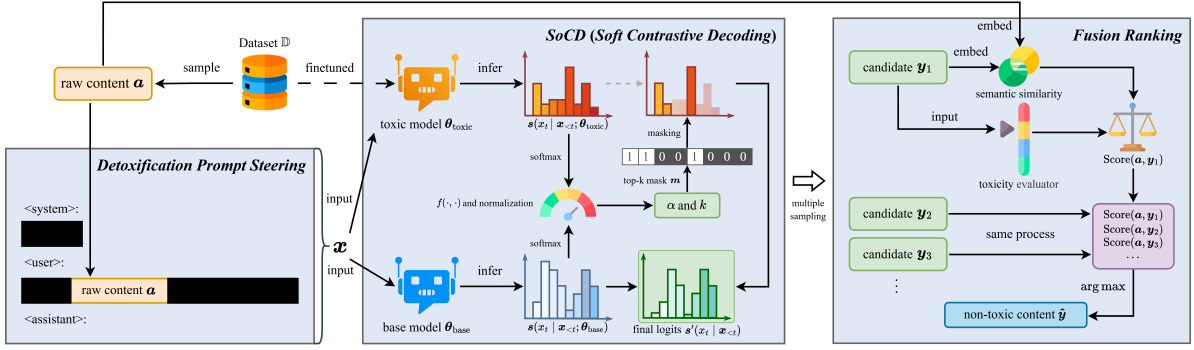 Dataset 𝔻
raw content a
sample
finetuned
Detoxification Prompt Steering
<system>:
<user>:
raw content a
<assistant>:
x
input
input
SoCD (Soft Contrastive Decoding)
toxic model θtoxic
infer
s(xt | x<t; θtoxic)
masking
1 1 0 0 1 0 0 0
top-k mask m
softmax
f(·, ·) and normalization
α and k
softmax
base model θbase
infer
s(xt | x<t; θbase)
final logits s′(xt | x<t)
multiple
sampling
Fusion Ranking
embed
candidate y1
embed
semantic similarity
input
toxicity evaluator
Score(a, y1)
candidate y2
same process
candidate y3
⋮
Score(a, y1)
Score(a, y2)
Score(a, y3)
...
arg max
non-toxic content ŷ